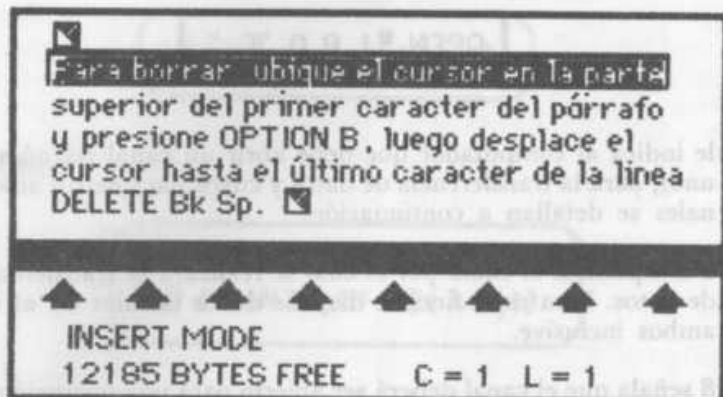 Para borrar ubique el cursor en la parte
superior del primer caracter del párrafo
y presione OPTION B, luego desplace el
cursor hasta el último caracter de la linea
DELETE Bk Sp.
INSERT MODE
12185 BYTES FREE C = 1 L = 1